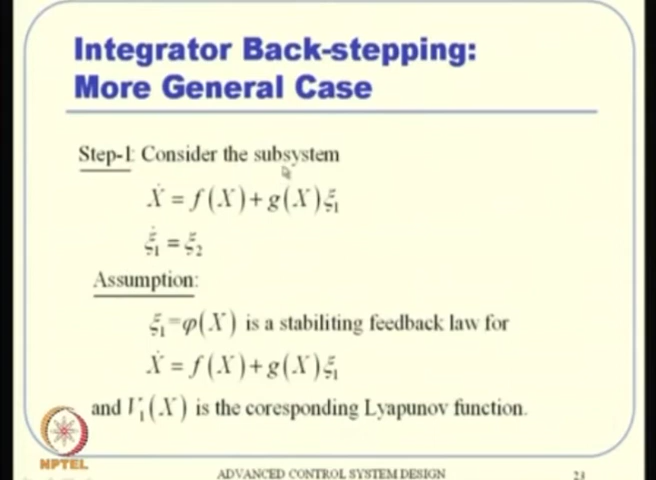 Integrator Back-stepping:
More General Case
Step-1: Consider the subsystem
Ẋ = f(X)+g(X)ξ₁
ξ̇₁ = ξ₂
Assumption:
ξ₁=φ(X) is a stabiliting feedback law for
Ẋ = f(X)+g(X)ξ₁
and V₁(X) is the coresponding Lyapunov function.
NPTEL
ADVANCED CONTROL SYSTEM DESIGN